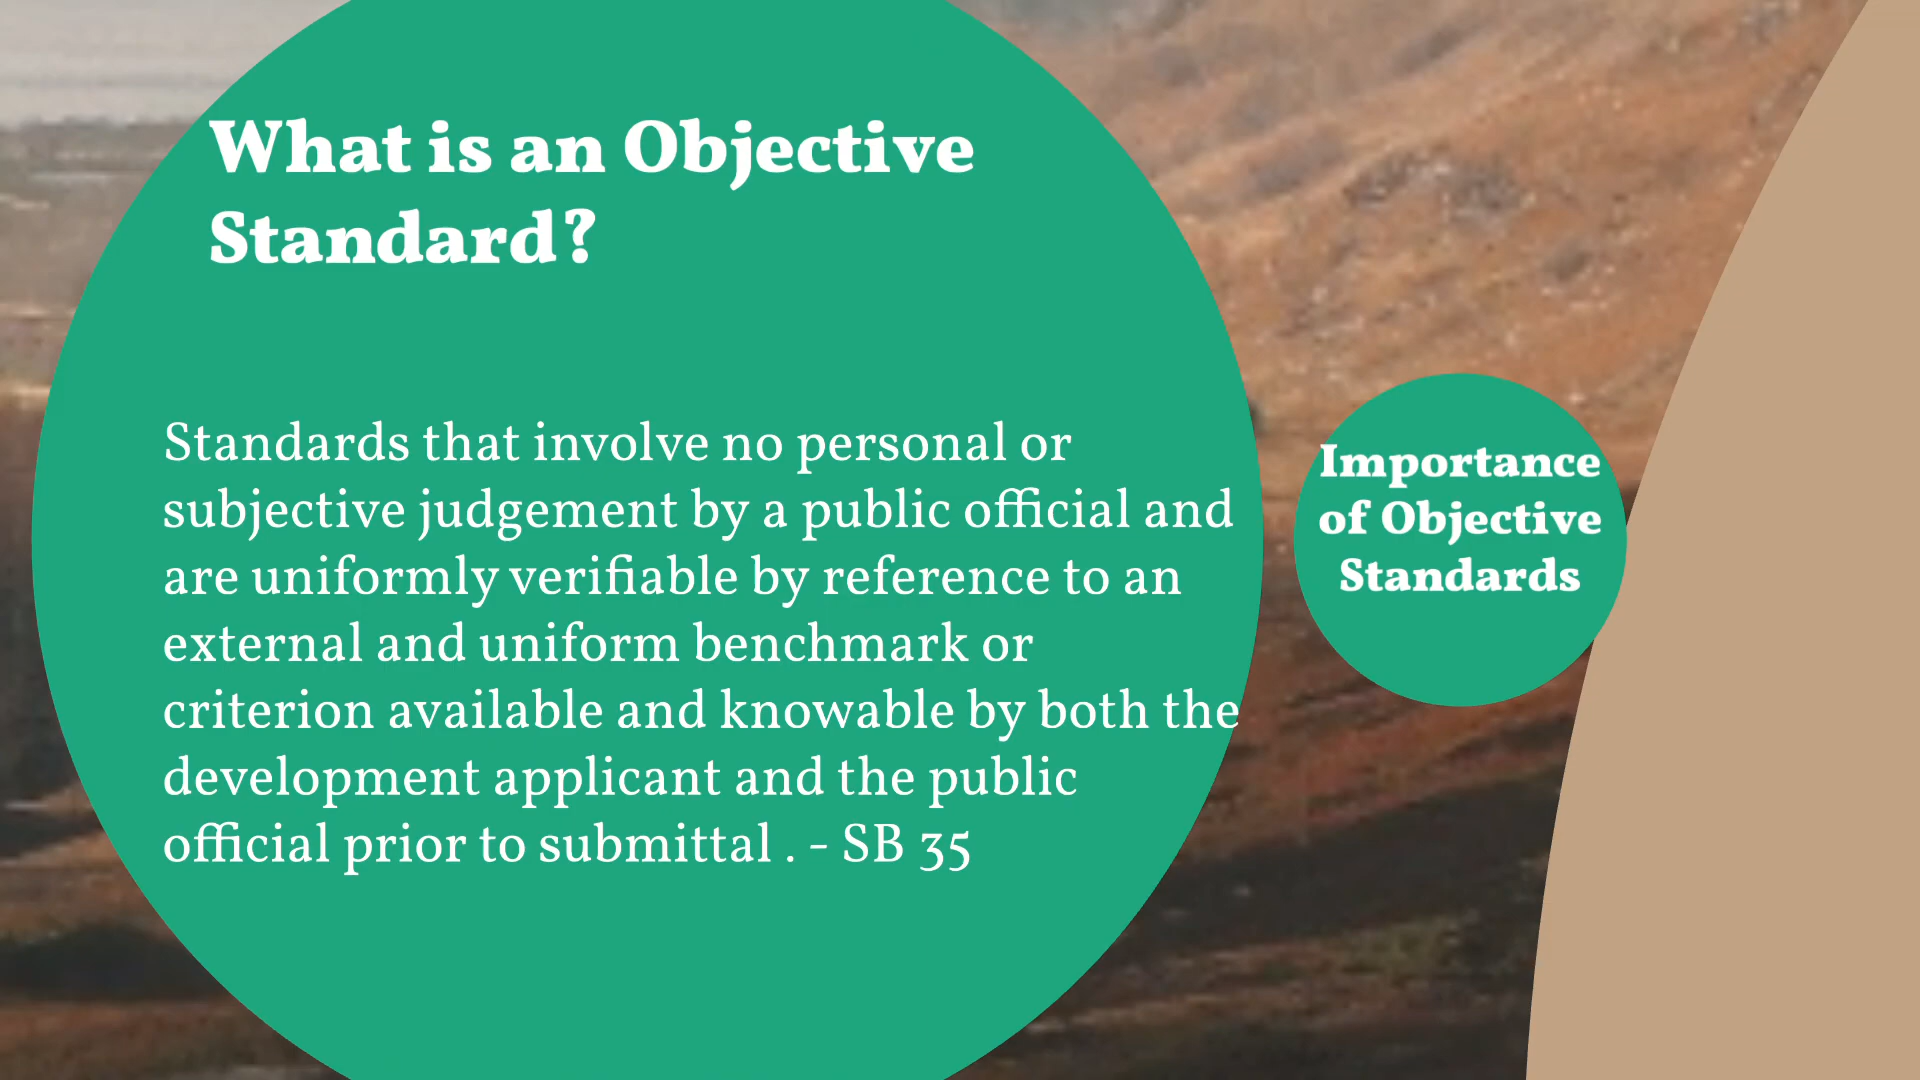 What is an Objective
Standard?
Standards that involve no personal or
subjective judgement by a public official and
are uniformly verifiable by reference to an
external and uniform benchmark or
criterion available and knowable by both the
development applicant and the public
official prior to submittal . - SB 35
Importance
of Objective
Standards